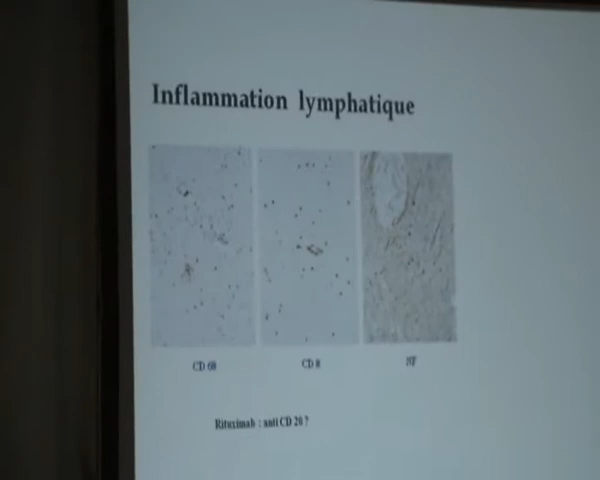 Inflammation lymphatique
CD 68
CD 8
NF
Rituximab : anti CD 20 ?